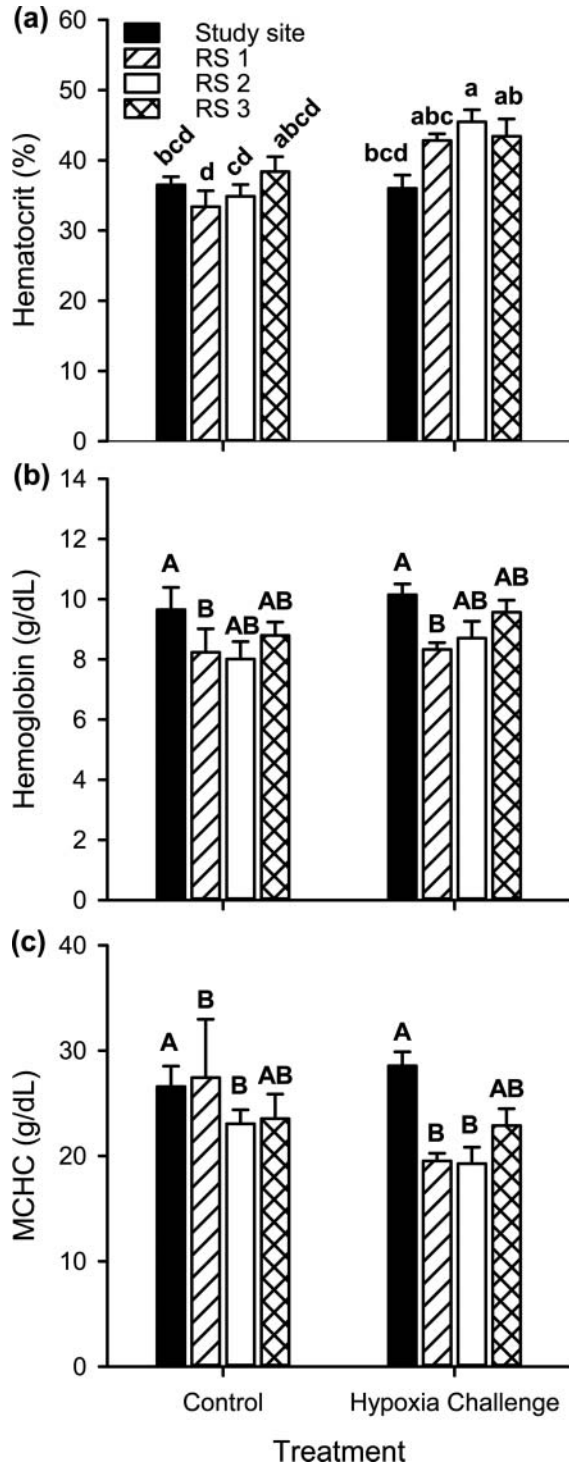 (a)
Study site
RS 1
RS 2
RS 3
60
50
40
30
20
10
0
Hematocrit (%)
bcd
d
cd
abcd
bcd
abc
a
ab
(b)
14
12
10
8
6
4
2
0
Hemoglobin (g/dL)
A
B
AB
AB
A
B
AB
AB
(c)
40
30
20
10
0
MCHC (g/dL)
A
B
B
AB
A
B
B
AB
Control
Hypoxia Challenge
Treatment